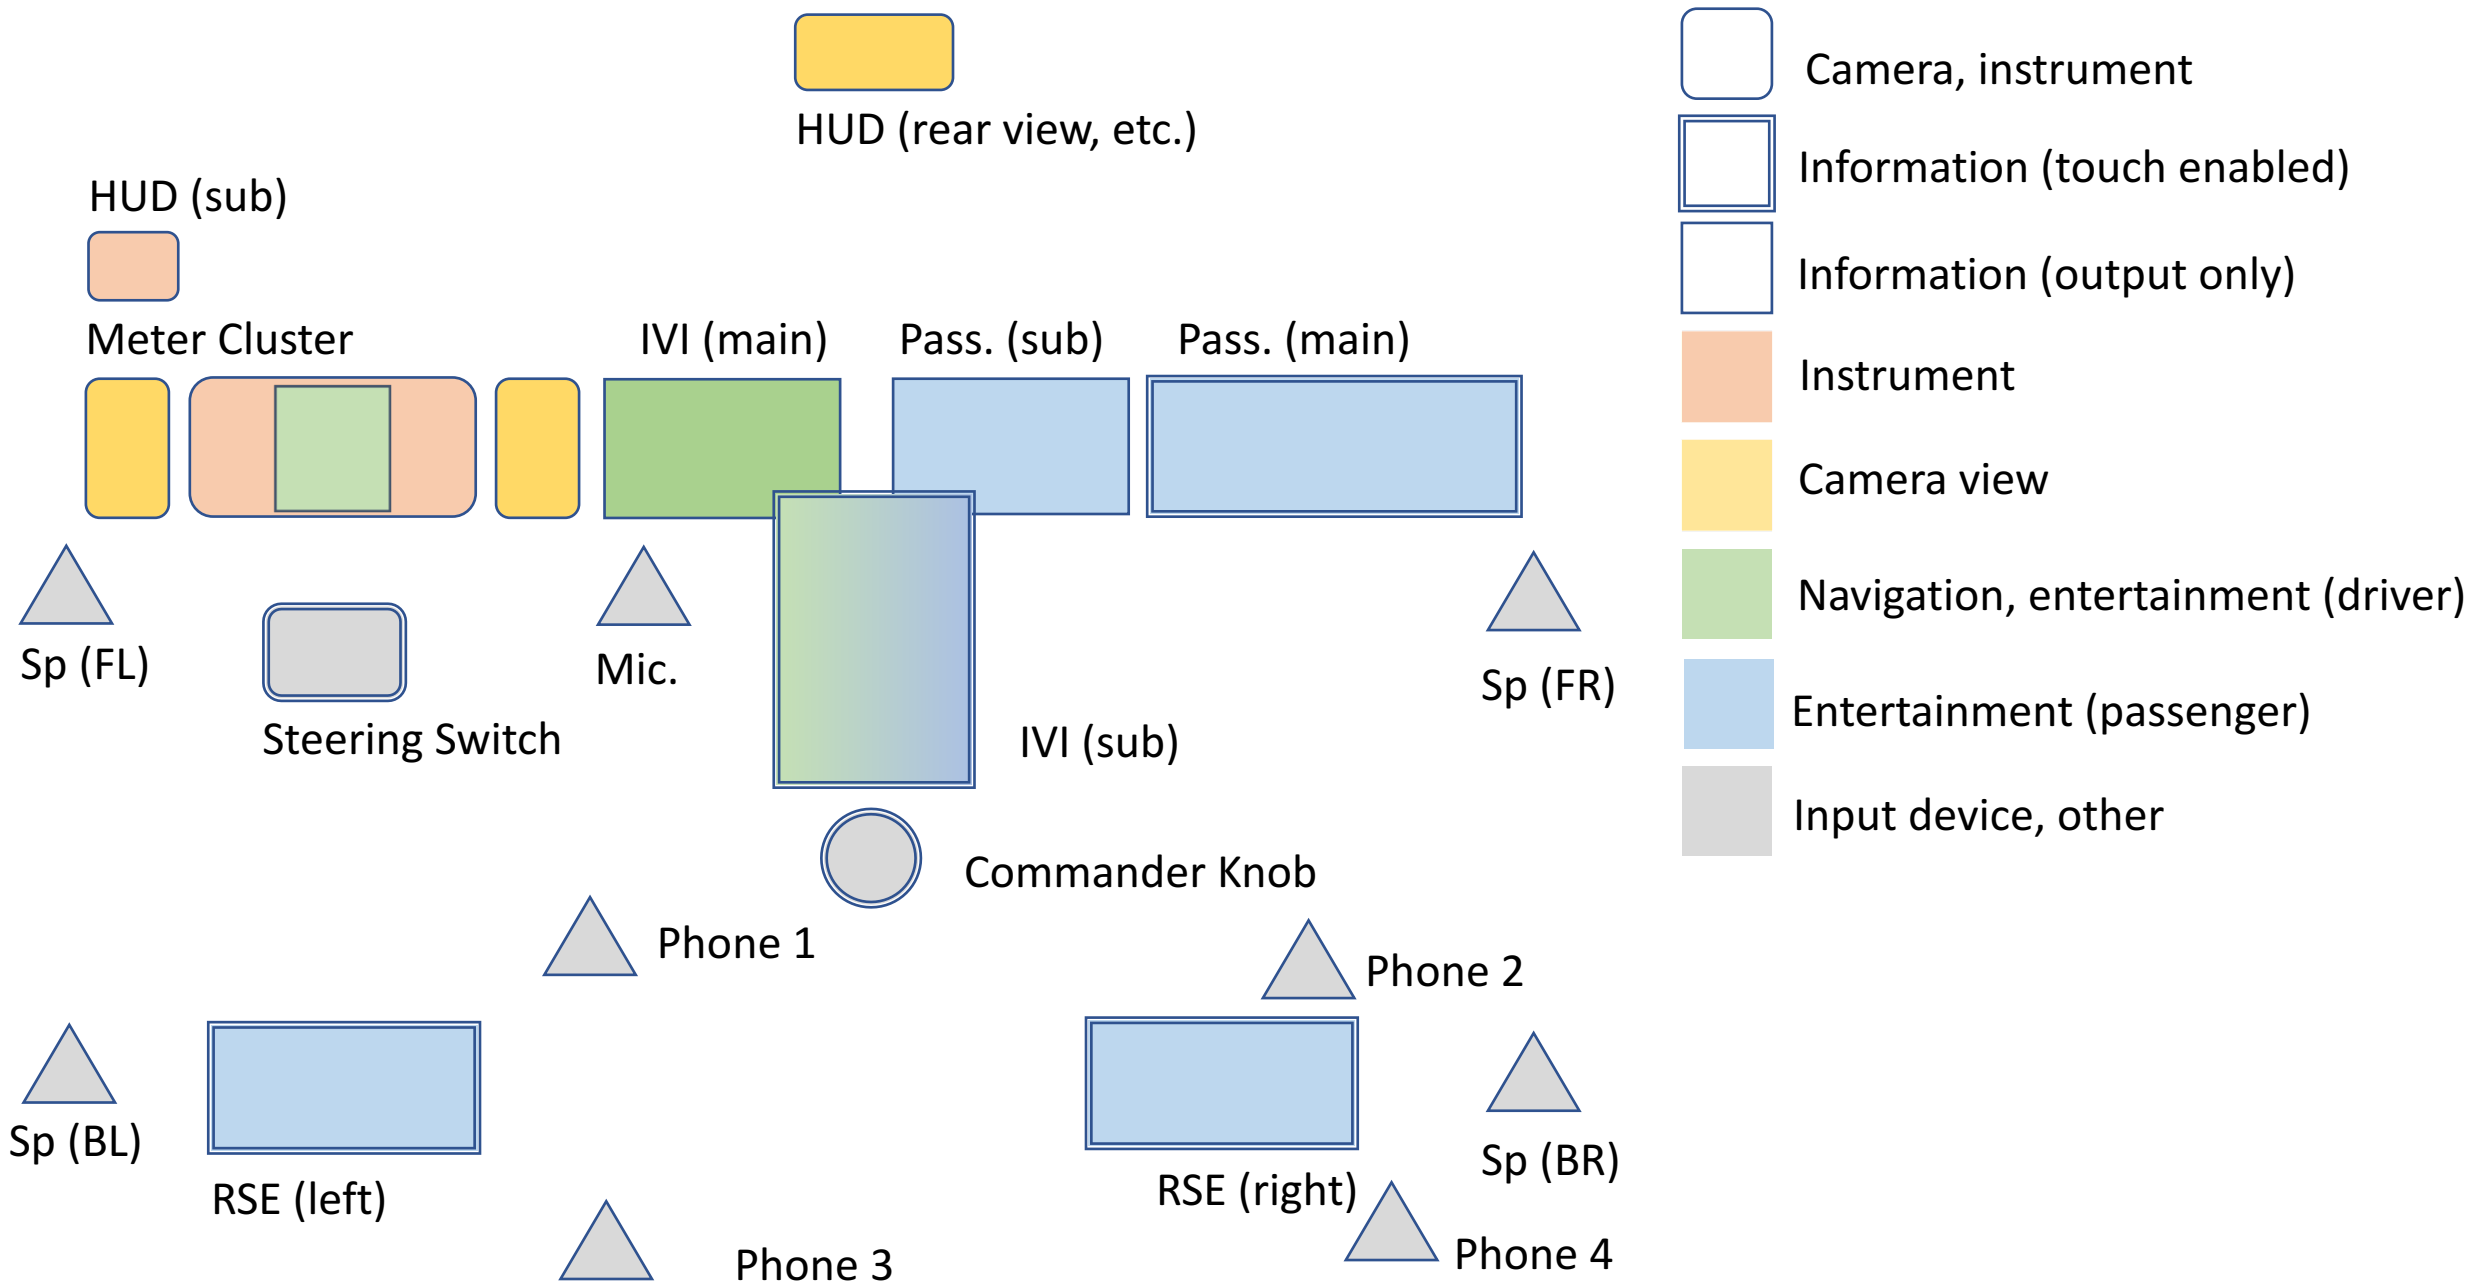 HUD (rear view, etc.)
HUD (sub)
Meter Cluster
IVI (main)
Pass. (sub)
Pass. (main)
Sp (FL)
Steering Switch
Mic.
IVI (sub)
Sp (FR)
Commander Knob
Phone 1
Phone 2
Sp (BL)
RSE (left)
RSE (right)
Sp (BR)
Phone 3
Phone 4
Camera, instrument
Information (touch enabled)
Information (output only)
Instrument
Camera view
Navigation, entertainment (driver)
Entertainment (passenger)
Input device, other